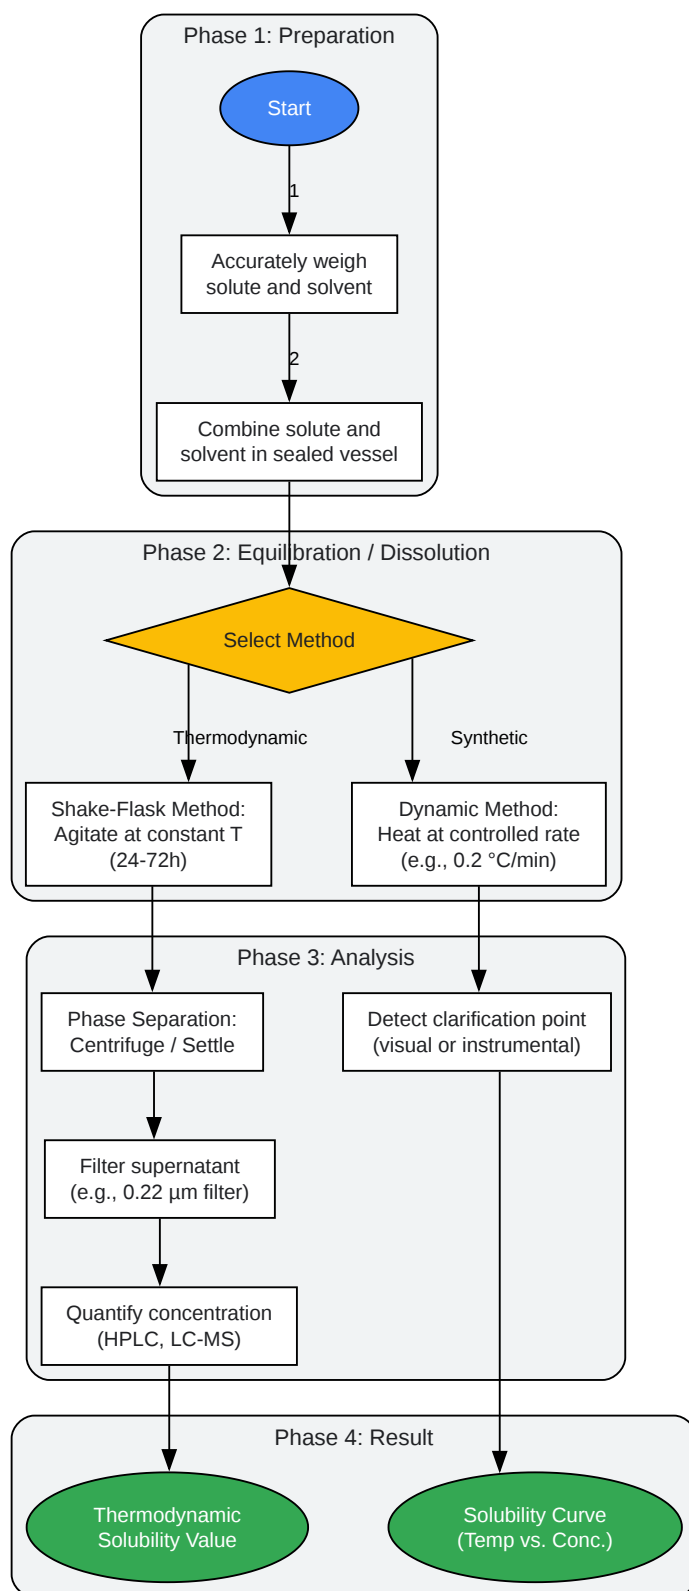 Phase 1: Preparation
Start
1
Accurately weigh
solute and solvent
2
Combine solute and
solvent in sealed vessel
Phase 2: Equilibration / Dissolution
Select Method
Thermodynamic
Synthetic
Shake-Flask Method:
Agitate at constant T
(24-72h)
Dynamic Method:
Heat at controlled rate
(e.g., 0.2 °C/min)
Phase 3: Analysis
Phase Separation:
Centrifuge / Settle
Detect clarification point
(visual or instrumental)
Filter supernatant
(e.g., 0.22 µm filter)
Quantify concentration
(HPLC, LC-MS)
Phase 4: Result
Thermodynamic
Solubility Value
Solubility Curve
(Temp vs. Conc.)